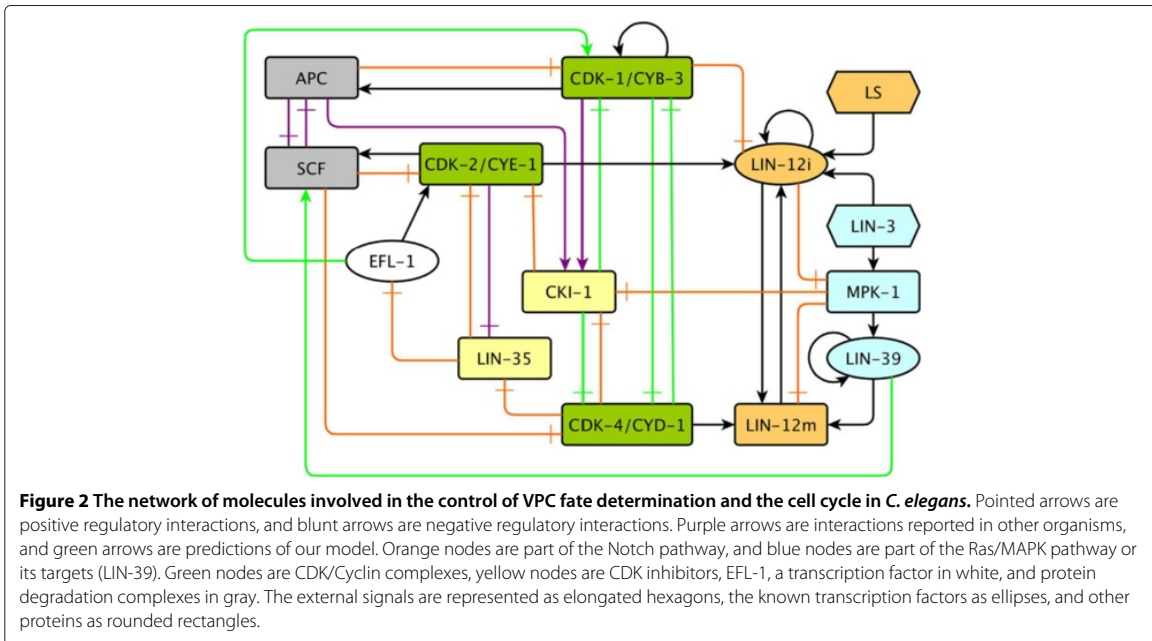 APC
CDK-1/CYB-3
LS
SCF
CDK-2/CYE-1
LIN-12i
LIN-3
EFL-1
CKI-1
MPK-1
LIN-35
LIN-39
CDK-4/CYD-1
LIN-12m
Figure 2 The network of molecules involved in the control of VPC fate determination and the cell cycle in C. elegans. Pointed arrows are
positive regulatory interactions, and blunt arrows are negative regulatory interactions. Purple arrows are interactions reported in other organisms,
and green arrows are predictions of our model. Orange nodes are part of the Notch pathway, and blue nodes are part of the Ras/MAPK pathway or
its targets (LIN-39). Green nodes are CDK/Cyclin complexes, yellow nodes are CDK inhibitors, EFL-1, a transcription factor in white, and protein
degradation complexes in gray. The external signals are represented as elongated hexagons, the known transcription factors as ellipses, and other
proteins as rounded rectangles.